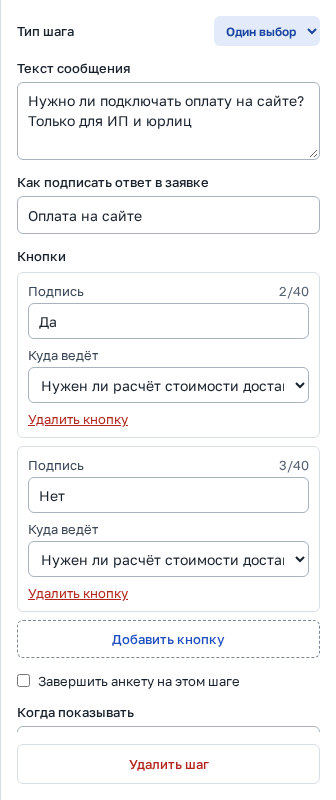 Тип шага
Один выбор
Текст сообщения
Нужно ли подключать оплату на сайте?
Только для ИП и юрлиц
Как подписать ответ в заявке
Оплата на сайте
Кнопки
Подпись 2/40
Да
Куда ведёт
Нужен ли расчёт стоимости доста
Удалить кнопку
Подпись 3/40
Нет
Куда ведёт
Нужен ли расчёт стоимости доста
Удалить кнопку
Добавить кнопку
Завершить анкету на этом шаге
Когда показывать
Удалить шаг